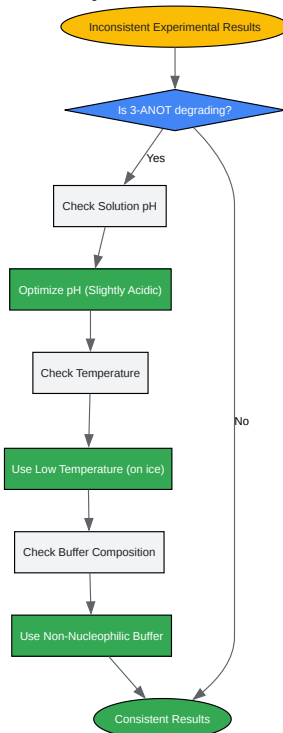 Inconsistent Experimental Results
Is 3-ANOT degrading?
Yes
Check Solution pH
Optimize pH (Slightly Acidic)
Check Temperature
No
Use Low Temperature (on ice)
Check Buffer Composition
Use Non-Nucleophilic Buffer
Consistent Results